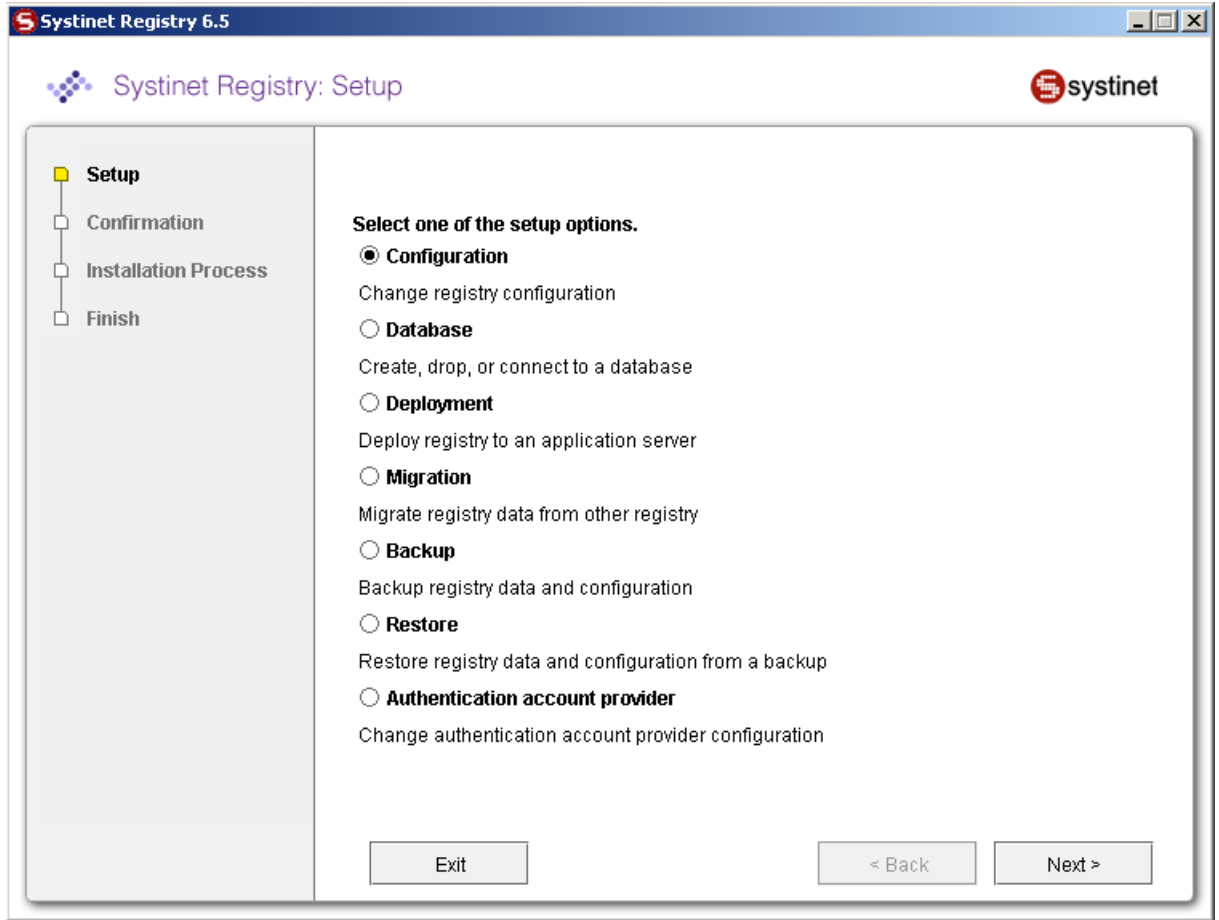 Systinet Registry 6.5
Systinet Registry: Setup
systinet
Setup
Confirmation
Installation Process
Finish
Select one of the setup options.
Configuration
Change registry configuration
Database
Create, drop, or connect to a database
Deployment
Deploy registry to an application server
Migration
Migrate registry data from other registry
Backup
Backup registry data and configuration
Restore
Restore registry data and configuration from a backup
Authentication account provider
Change authentication account provider configuration
Exit
< Back
Next >